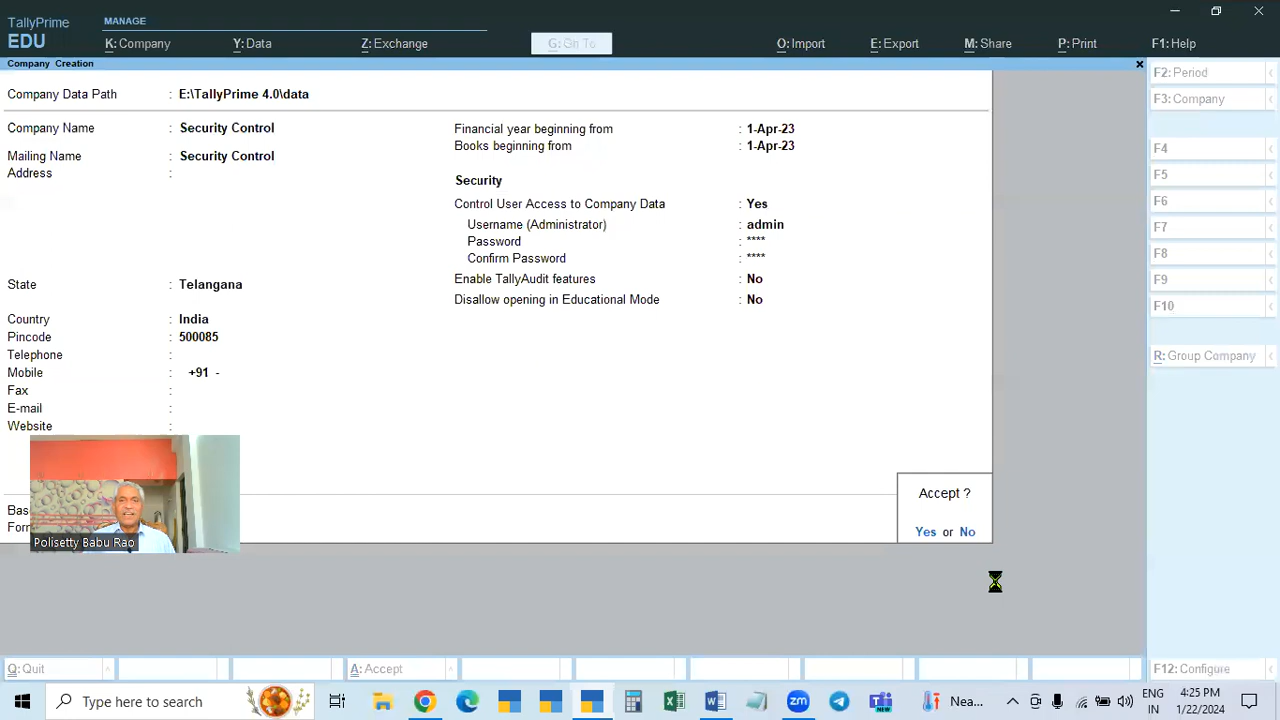 TallyPrime
EDU
MANAGE
K: Company
Y: Data
Z: Exchange
G: Go To
O: Import
E: Export
M: Share
P: Print
F1: Help
Company Creation
Company Data Path : E:\TallyPrime 4.0\data
Company Name : Security Control
Mailing Name : Security Control
Address :
State : Telangana
Country : India
Pincode : 500085
Telephone :
Mobile : +91 -
Fax :
E-mail :
Website :
Financial year beginning from : 1-Apr-23
Books beginning from : 1-Apr-23
Security
Control User Access to Company Data : Yes
Username (Administrator) : admin
Password : ****
Confirm Password : ****
Enable TallyAudit features : No
Disallow opening in Educational Mode : No
Bas
For
Polisetty Babu Rao
Accept ?
Yes or No
F2: Period
F3: Company
F4
F5
F6
F7
F8
F9
F10
R: Group Company
Q: Quit
A: Accept
F12: Configure
Type here to search
NEW
Nea...
ENG
IN
4:25 PM
1/22/2024